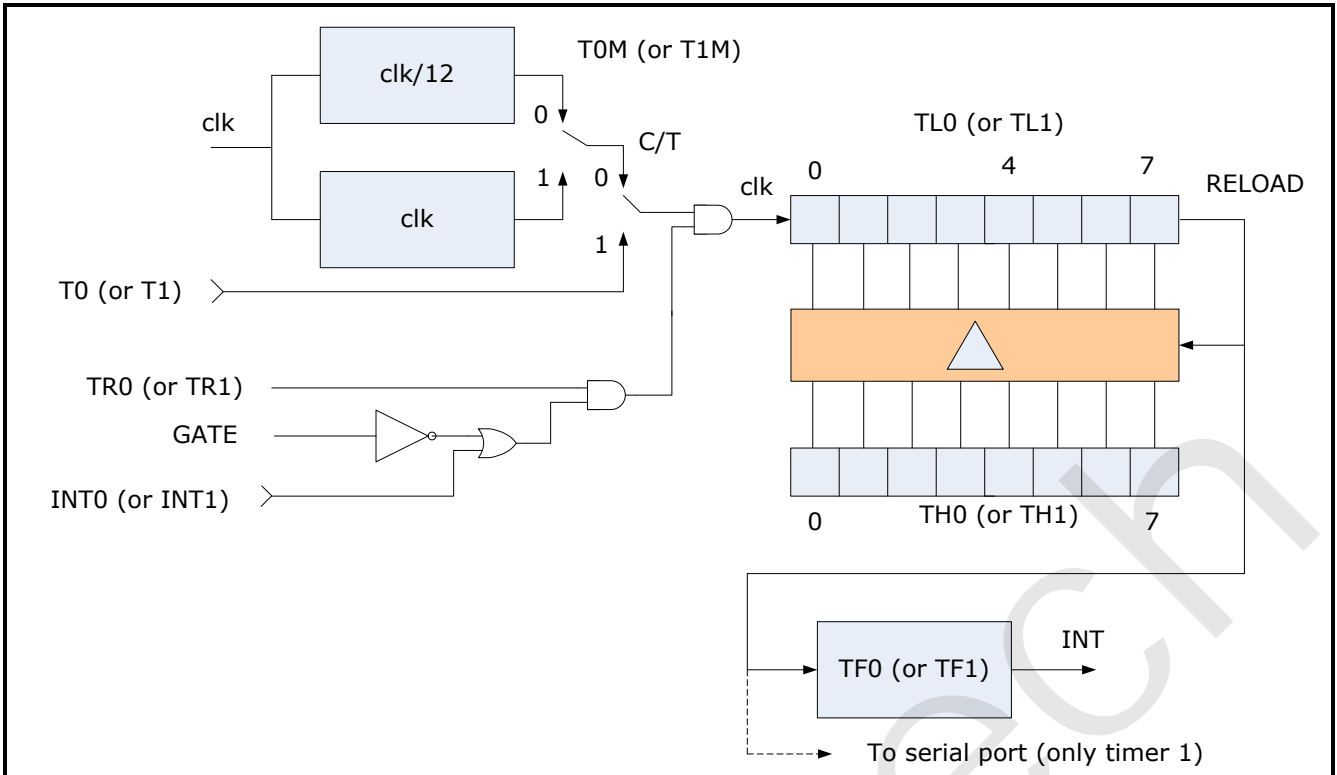 T0M (or T1M)
clk/12
clk
0
C/T
TL0 (or TL1)
0 4 7
1 0
clk
RELOAD
clk
1
T0 (or T1)
TR0 (or TR1)
GATE
INT0 (or INT1)
0 TH0 (or TH1) 7
INT
TF0 (or TF1)
To serial port (only timer 1)
ech